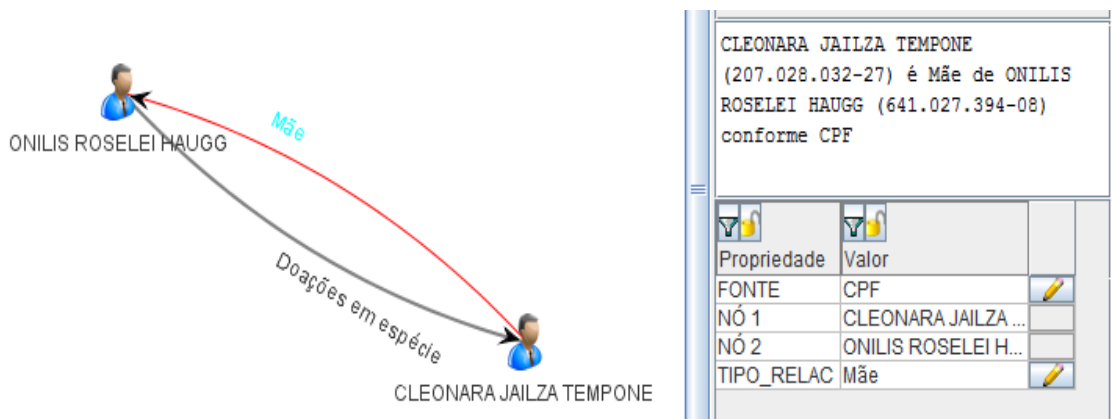 Mãe
ONILIS ROSELEI HAUGG
Doações em espécie
CLEONARA JAILZA TEMPONE
CLEONARA JAILZA TEMPONE
(207.028.032-27) é Mãe de ONILIS
ROSELEI HAUGG (641.027.394-08)
conforme CPF
Propriedade Valor
FONTE CPF
NÓ 1 CLEONARA JAILZA ...
NÓ 2 ONILIS ROSELEI H...
TIPO_RELAC Mãe